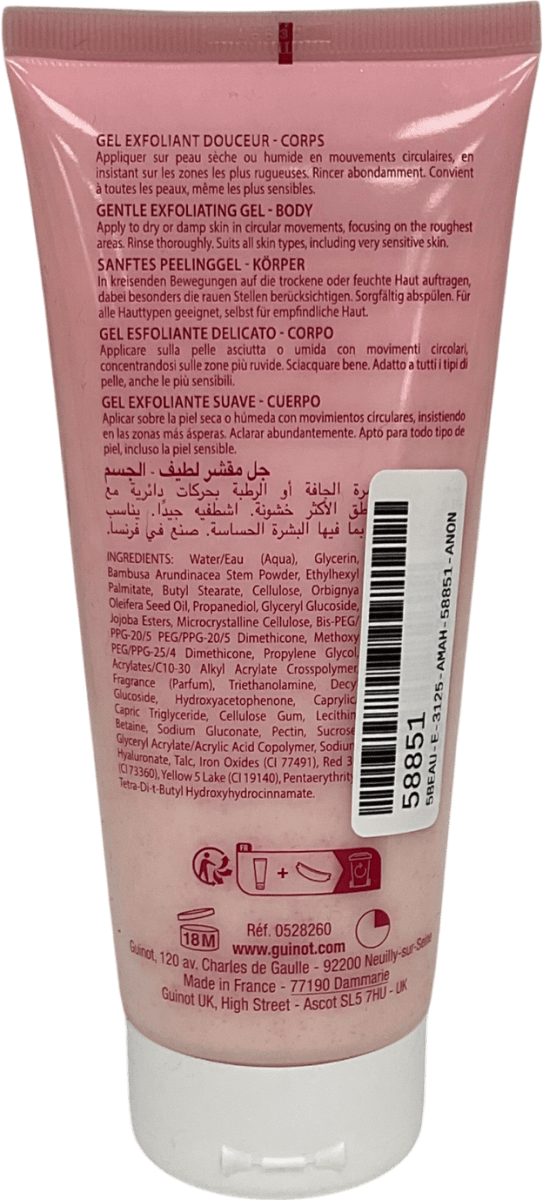 GEL EXFOLIANT DOUCEUR - CORPS
Appliquer sur peau sèche ou humide en mouvements circulaires, en
insistant sur les zones les plus rugueuses. Rincer abondamment. Convient
à toutes les peaux, même les plus sensibles.
GENTLE EXFOLIATING GEL - BODY
Apply to dry or damp skin in circular movements, focusing on the roughest
areas. Rinse thoroughly. Suits all skin types, including very sensitive skin.
SANFTES PEELINGGEL - KÖRPER
In kreisenden Bewegungen auf die trockene oder feuchte Haut auftragen,
dabei besonders die rauen Stellen berücksichtigen. Sorgfältig abspülen. Für
alle Hauttypen geeignet, selbst für empfindliche Haut.
GEL ESFOLIANTE DELICATO - CORPO
Applicare sulla pelle asciutta o umida con movimenti circolari,
concentrandosi sulle zone più ruvide. Sciacquare bene. Adatto a tutti i tipi di
pelle, anche le più sensibili.
GEL EXFOLIANTE SUAVE - CUERPO
Aplicar sobre la piel seca o húmeda con movimientos circulares, insistiendo
en las zonas más ásperas. Aclarar abundantemente. Apto para todo tipo de
piel, incluso la piel sensible.
جل مقشر لطيف - الجسم
الجافة أو الرطبة بحركات دائرية مع
الأكثر خشونة. اشطفيه جيدًا. يناسب
بما فيها البشرة الحساسة. صنع في فرنسا.
INGREDIENTS: Water/Eau (Aqua), Glycerin,
Bambusa Arundinacea Stem Powder, Ethylhexyl
Palmitate, Butyl Stearate, Cellulose, Orbignya
Oleifera Seed Oil, Propanediol, Glyceryl Glucoside,
Jojoba Esters, Microcrystalline Cellulose, Bis-PEG/
PPG-20/5 PEG/PPG-20/5 Dimethicone, Methoxy
PEG/PPG-25/4 Dimethicone, Propylene Glycol,
Acrylates/C10-30 Alkyl Acrylate Crosspolymer,
Fragrance (Parfum), Triethanolamine, Decy
Glucoside, Hydroxyacetophenone, Caprylic
Capric Triglyceride, Cellulose Gum, Lecithin
Betaine, Sodium Gluconate, Pectin, Sucrose
Glyceryl Acrylate/Acrylic Acid Copolymer, Sodium
Hyaluronate, Talc, Iron Oxides (CI 77491), Red 3
(CI 73360), Yellow 5 Lake (CI 19140), Pentaerythrity
Tetra-Di-t-Butyl Hydroxyhydrocinnamate.
58851
5BEAU-E-3125-AMAH-58851-ANON
FR
+
18M
Réf. 0528260
www.guinot.com
Guinot, 120 av. Charles de Gaulle - 92200 Neuilly-sur-Seine
Made in France - 77190 Dammarie
Guinot UK, High Street - Ascot SL5 7HU - UK